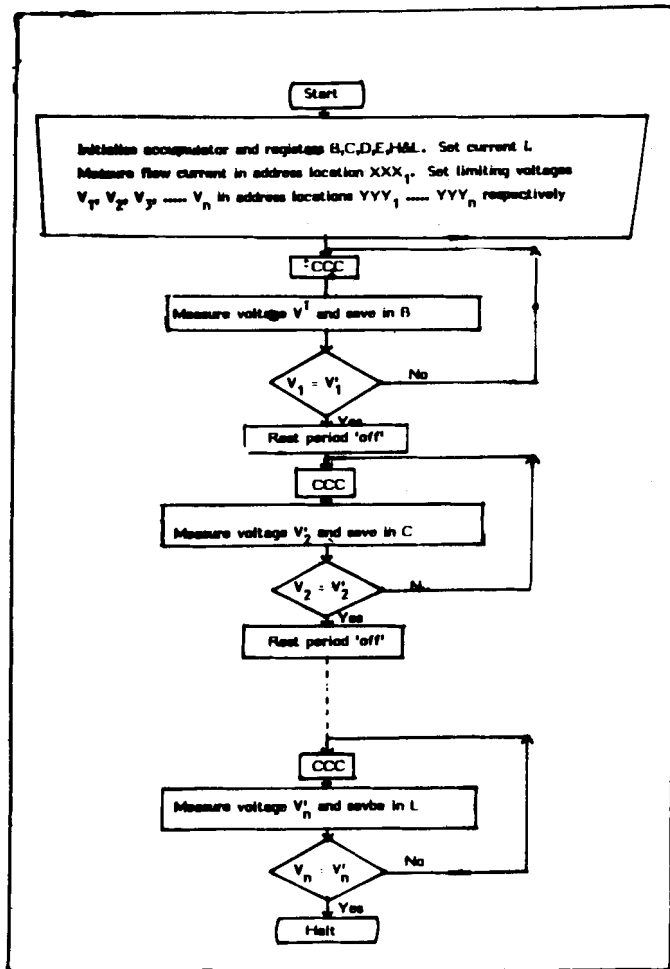 Start
Initialise accupulator and registers B,C,D,E,H&L. Set current I.
Measure flow current in address location XXX₁. Set limiting voltages
V₁, V₂, V₃, ..... Vₙ in address locations YYY₁ ..... YYYₙ respectively
CCC
Measure voltage V' and save in B
V₁ = V'₁
No
Yes
Rest period 'off'
CCC
Measure voltage V'₂ and save in C
V₂ = V'₂
Yes
Rest period 'off'
CCC
Measure voltage V'ₙ and savbe in L
Vₙ = V'ₙ
No
Yes
Halt